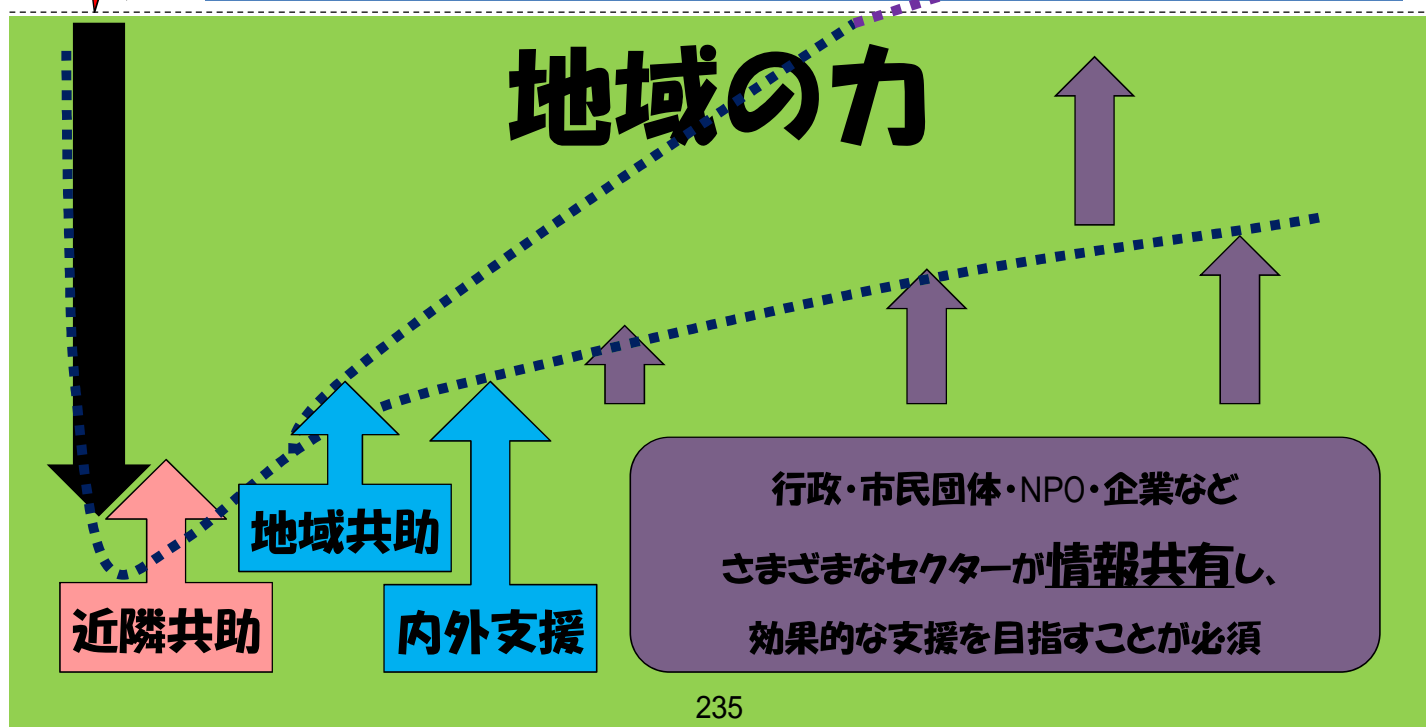 地域の力
地域共助
近隣共助
内外支援
行政・市民団体・NPO・企業など
さまざまなセクターが情報共有し、
効果的な支援を目指すことが必須
235